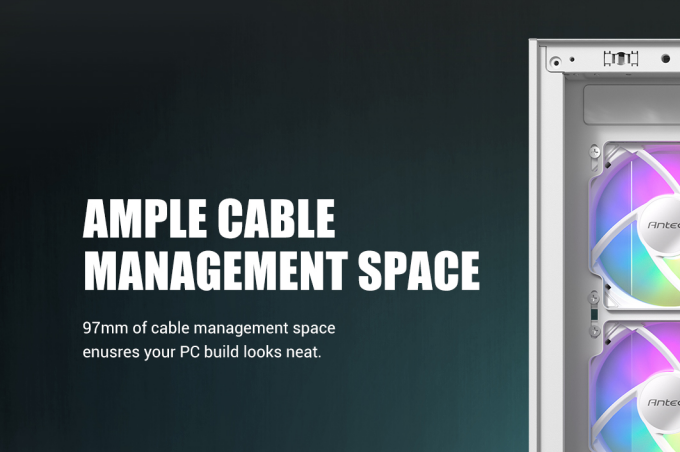 AMPLE CABLE
MANAGEMENT SPACE
97mm of cable management space
enusres your PC build looks neat.
Antec
Antec